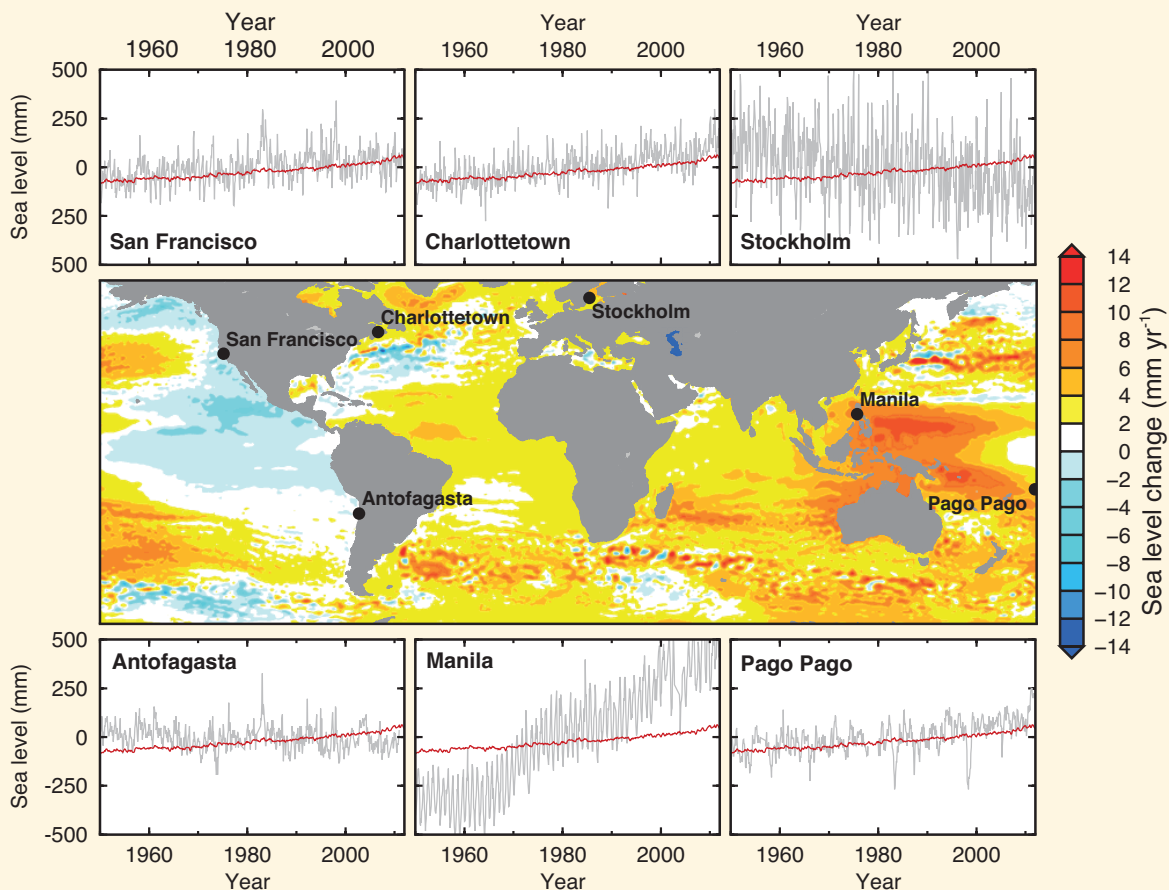 Year Year Year
1960 1980 2000 1960 1980 2000 1960 1980 2000
Sea level (mm)
500
250
0
250
500
San Francisco
Charlottetown
Stockholm
San Francisco
Charlottetown
Stockholm
Manila
Antofagasta
Pago Pago
14
12
10
8
6
4
2
0
−2
−4
−6
−8
−10
−12
−14
Sea level change (mm yr-1)
Sea level (mm)
500
250
0
-250
-500
Antofagasta
Manila
Pago Pago
1960 1980 2000 1960 1980 2000 1960 1980 2000
Year Year Year